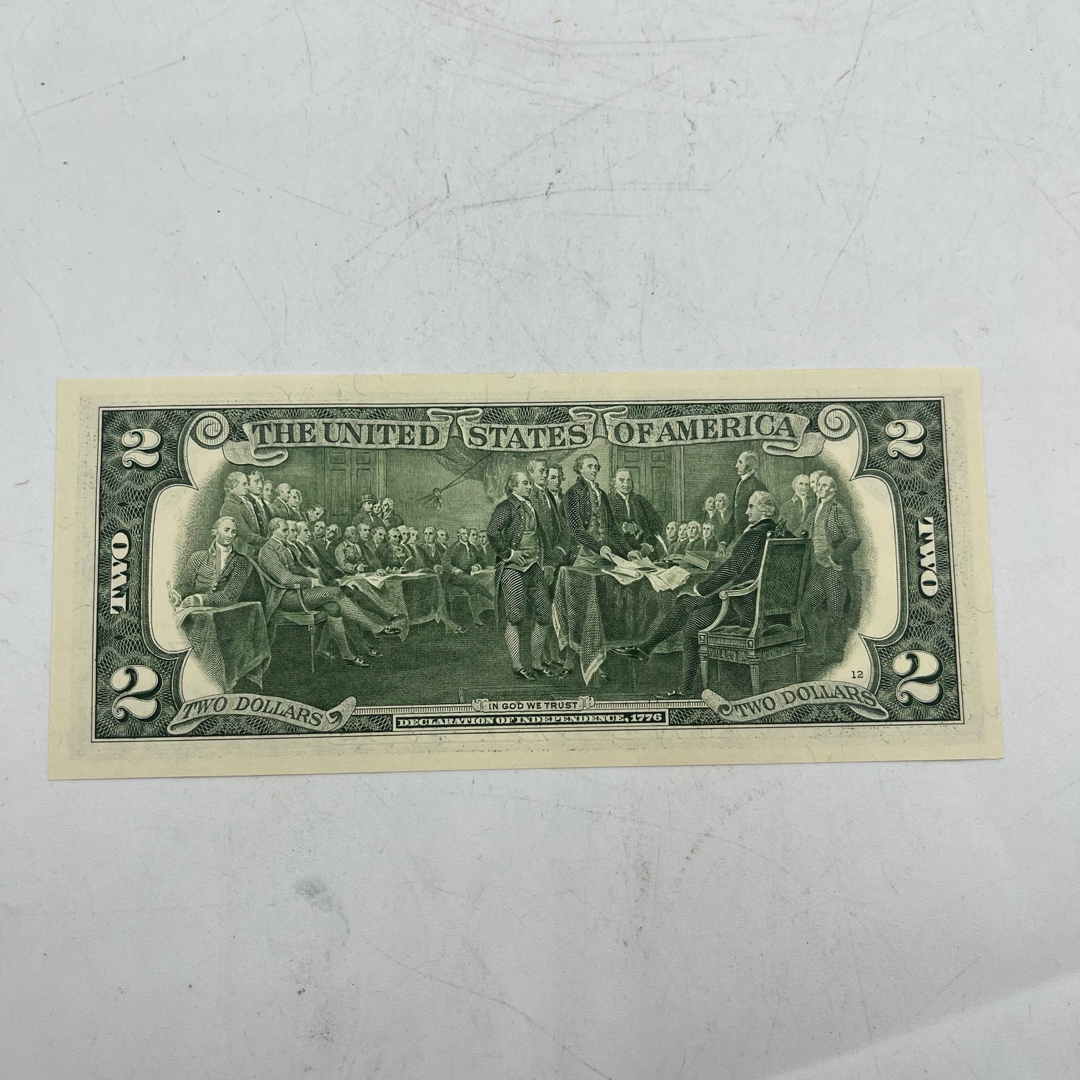 THE UNITED STATES OF AMERICA
2
2
TWO
TWO
2
2
12
TWO DOLLARS
TWO DOLLARS
IN GOD WE TRUST
DECLARATION OF INDEPENDENCE, 1776